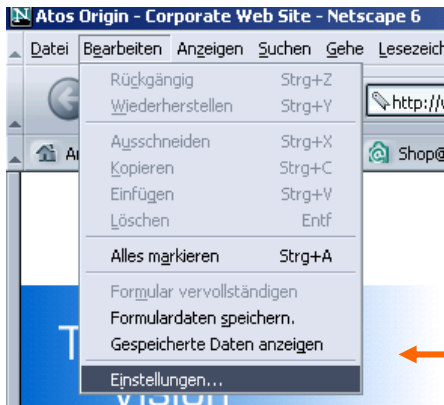 Atos Origin - Corporate Web Site - Netscape 6
Datei Bearbeiten Anzeigen Suchen Gehe
Rückgängig Strg+Z
Wiederherstellen Strg+Y
http://
Ausschneiden Strg+X
Shop@
Kopieren Strg+C
Einfügen Strg+V
Löschen Entf
Alles markieren Strg+A
Formular vervollständigen
Formulardaten speichern.
Gespeicherte Daten anzeigen
Einstellungen...